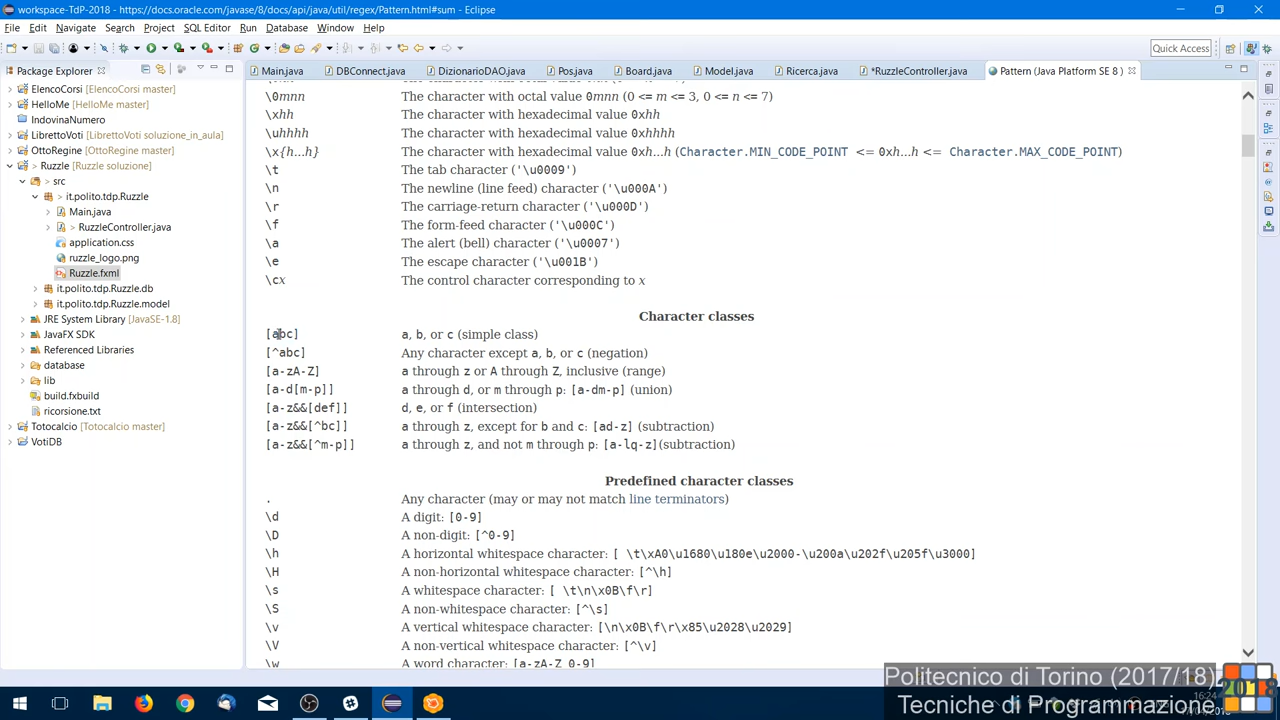 workspace-TdP-2018 - https://docs.oracle.com/javase/8/docs/api/java/util/regex/Pattern.html#sum - Eclipse
File Edit Navigate Search Project SQL Editor Run Database Window Help
Quick Access
Package Explorer
Main.java DBConnect.java DizionarioDAO.java Pos.java Board.java Model.java Ricerca.java *RuzzleController.java Pattern (Java Platform SE 8 )
ElencoCorsi [ElencoCorsi master]
HelloMe [HelloMe master]
IndovinaNumero
LibrettoVoti [LibrettoVoti soluzione_in_aula]
OttoRegine [OttoRegine master]
> Ruzzle [Ruzzle soluzione]
> src
> it.polito.tdp.Ruzzle
Main.java
> RuzzleController.java
application.css
ruzzle_logo.png
Ruzzle.fxml
it.polito.tdp.Ruzzle.db
it.polito.tdp.Ruzzle.model
JRE System Library [JavaSE-1.8]
JavaFX SDK
Referenced Libraries
database
lib
build.fxbuild
ricorsione.txt
Totocalcio [Totocalcio master]
VotiDB
\0mnn The character with octal value 0mnn (0 <= m <= 3, 0 <= n <= 7)
\xhh The character with hexadecimal value 0xhh
\uhhhh The character with hexadecimal value 0xhhhh
\x{h...h} The character with hexadecimal value 0xh...h (Character.MIN_CODE_POINT <= 0xh...h <= Character.MAX_CODE_POINT)
\t The tab character ('\u0009')
\n The newline (line feed) character ('\u000A')
\r The carriage-return character ('\u000D')
\f The form-feed character ('\u000C')
\a The alert (bell) character ('\u0007')
\e The escape character ('\u001B')
\cx The control character corresponding to x
Character classes
[abc] a, b, or c (simple class)
[^abc] Any character except a, b, or c (negation)
[a-zA-Z] a through z or A through Z, inclusive (range)
[a-d[m-p]] a through d, or m through p: [a-dm-p] (union)
[a-z&&[def]] d, e, or f (intersection)
[a-z&&[^bc]] a through z, except for b and c: [ad-z] (subtraction)
[a-z&&[^m-p]] a through z, and not m through p: [a-lq-z](subtraction)
Predefined character classes
. Any character (may or may not match line terminators)
\d A digit: [0-9]
\D A non-digit: [^0-9]
\h A horizontal whitespace character: [ \t\xA0\u1680\u180e\u2000-\u200a\u202f\u205f\u3000]
\H A non-horizontal whitespace character: [^\h]
\s A whitespace character: [ \t\n\x0B\f\r]
\S A non-whitespace character: [^\s]
\v A vertical whitespace character: [\n\x0B\f\r\x85\u2028\u2029]
\V A non-vertical whitespace character: [^\v]
\w A word character: [a-zA-Z_0-9]
Politecnico di Torino (2017/18)
Tecniche di Programmazione
2018
16:24